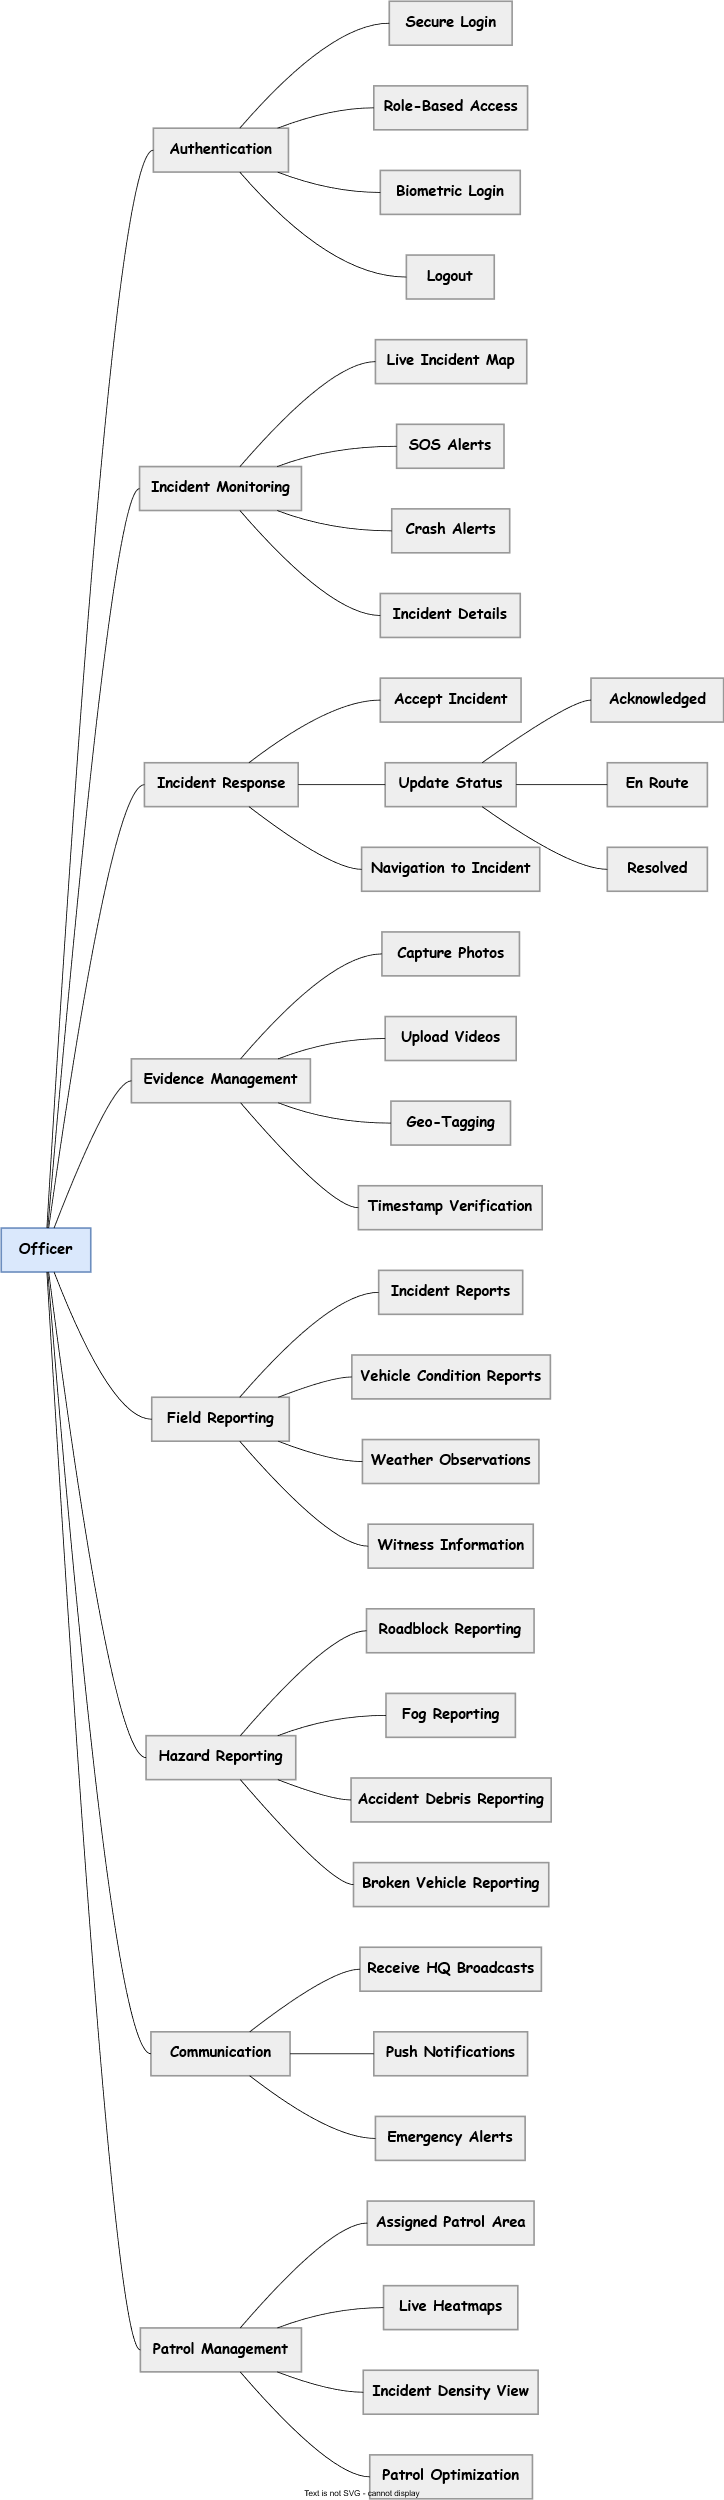 Secure Login
Role-Based Access
Authentication
Biometric Login
Logout
Live Incident Map
SOS Alerts
Incident Monitoring
Crash Alerts
Incident Details
Accept Incident
Acknowledged
Incident Response
Update Status
En Route
Navigation to Incident
Resolved
Capture Photos
Upload Videos
Evidence Management
Geo-Tagging
Timestamp Verification
Officer
Incident Reports
Vehicle Condition Reports
Field Reporting
Weather Observations
Witness Information
Roadblock Reporting
Fog Reporting
Hazard Reporting
Accident Debris Reporting
Broken Vehicle Reporting
Receive HQ Broadcasts
Communication
Push Notifications
Emergency Alerts
Assigned Patrol Area
Live Heatmaps
Patrol Management
Incident Density View
Patrol Optimization
Text is not SVG - cannot display